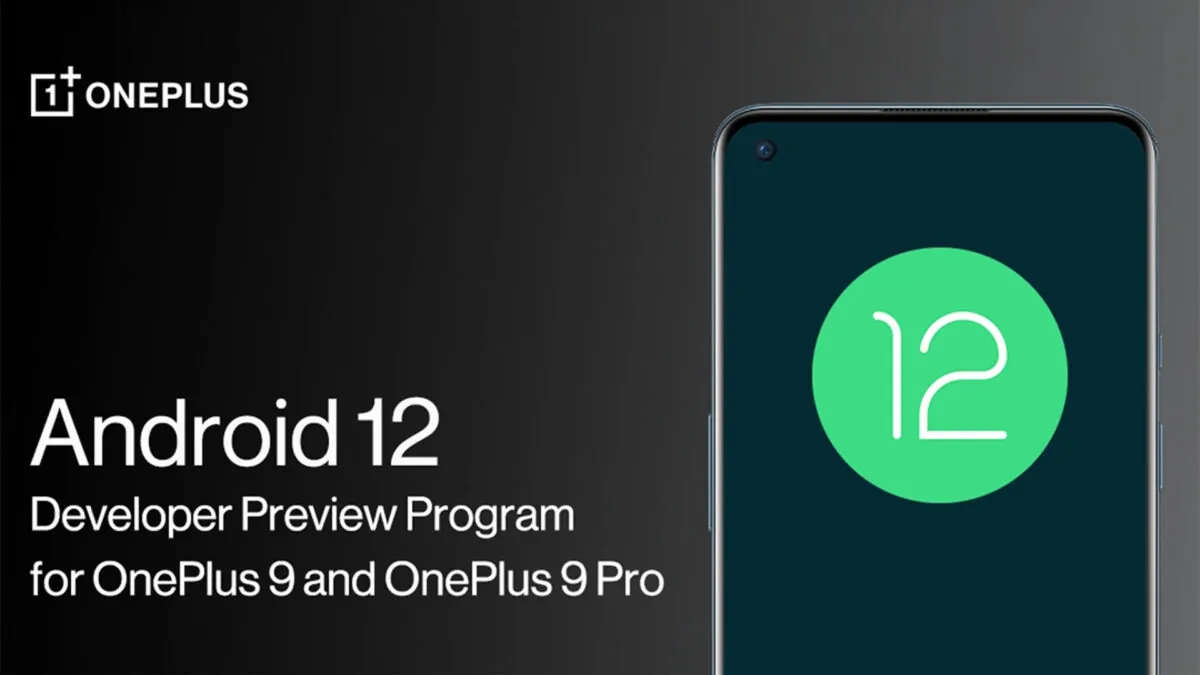 1+ ONEPLUS
Android 12
Developer Preview Program
for OnePlus 9 and OnePlus 9 Pro
12